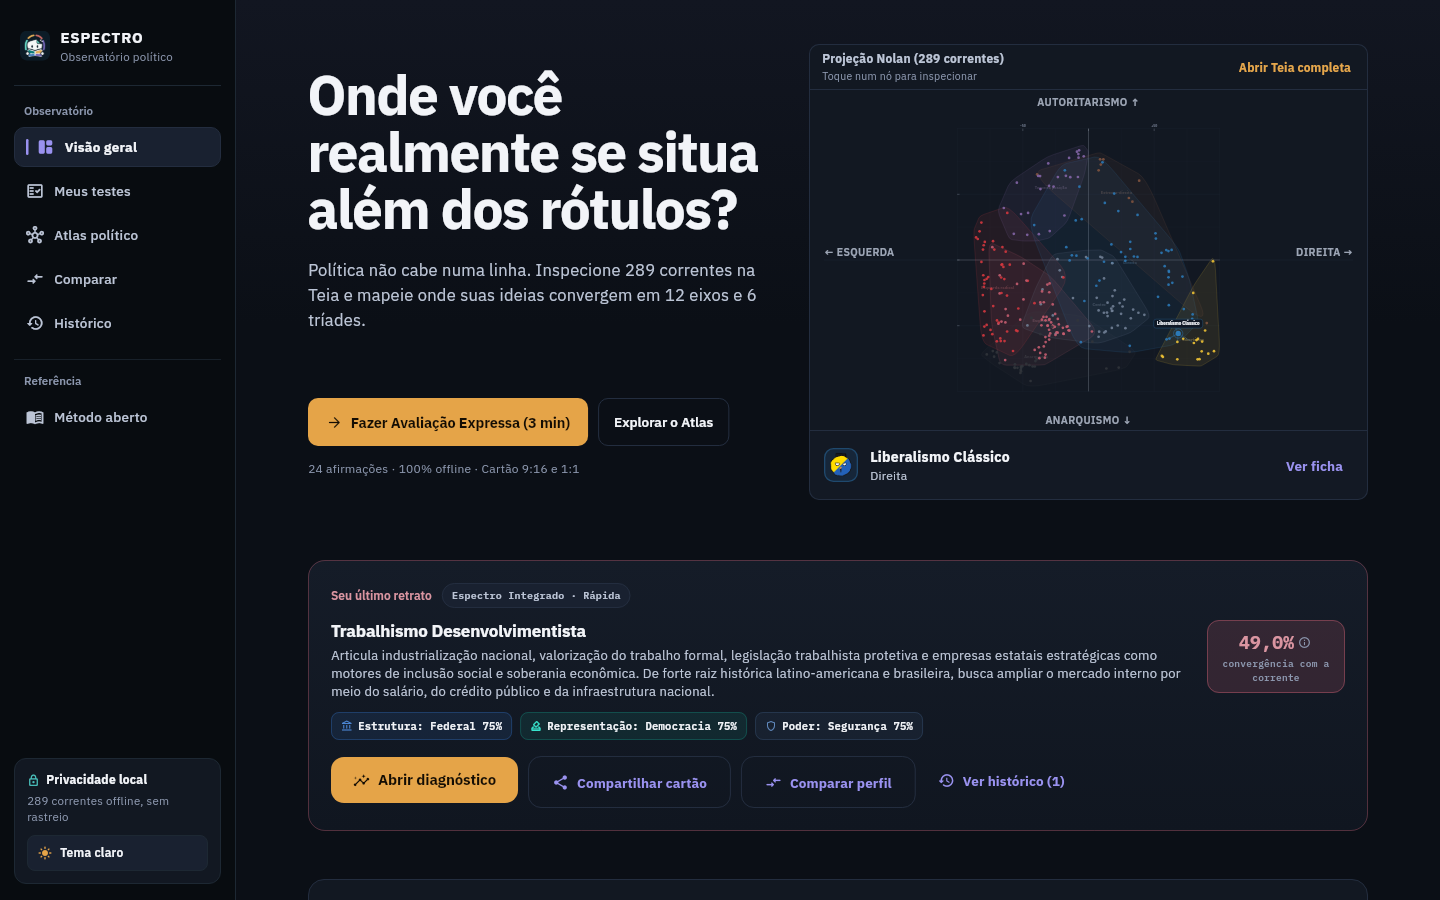 ESPECTRO
Observatório político
Observatório
Visão geral
Meus testes
Atlas político
Comparar
Histórico
Referência
Método aberto
Privacidade local
289 correntes offline, sem
rastreio
Tema claro
Onde você
realmente se situa
além dos rótulos?
Política não cabe numa linha. Inspecione 289 correntes na
Teia e mapeie onde suas ideias convergem em 12 eixos e 6
tríades.
Fazer Avaliação Expressa (3 min)
Explorar o Atlas
24 afirmações · 100% offline · Cartão 9:16 e 1:1
Projeção Nolan (289 correntes)
Toque num nó para inspecionar
Abrir Teia completa
AUTORITARISMO ↑
← ESQUERDA
DIREITA →
Liberalismo Clássico
ANARQUISMO ↓
Liberalismo Clássico
Direita
Ver ficha
Seu último retrato
Espectro Integrado · Rápida
Trabalhismo Desenvolvimentista
Articula industrialização nacional, valorização do trabalho formal, legislação trabalhista protetiva e empresas estatais estratégicas como
motores de inclusão social e soberania econômica. De forte raiz histórica latino-americana e brasileira, busca ampliar o mercado interno por
meio do salário, do crédito público e da infraestrutura nacional.
49,0%
convergência com a
corrente
Estrutura: Federal 75%
Representação: Democracia 75%
Poder: Segurança 75%
Abrir diagnóstico
Compartilhar cartão
Comparar perfil
Ver histórico (1)